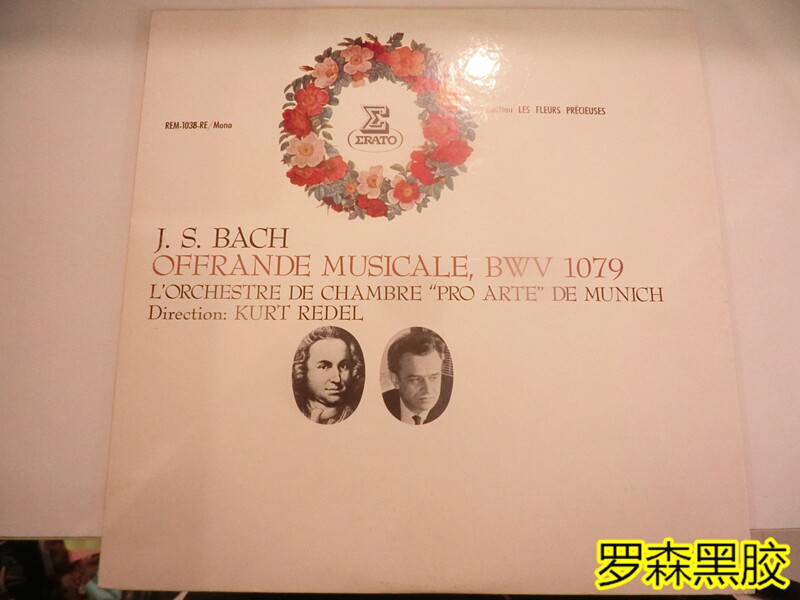 REM-1038-RE/Mono
LES FLEURS PRÉCIEUSES
Σ
ΣRATO
J. S. BACH
OFFRANDE MUSICALE, BWV 1079
L'ORCHESTRE DE CHAMBRE "PRO ARTE" DE MUNICH
Direction: KURT REDEL
罗森黑胶